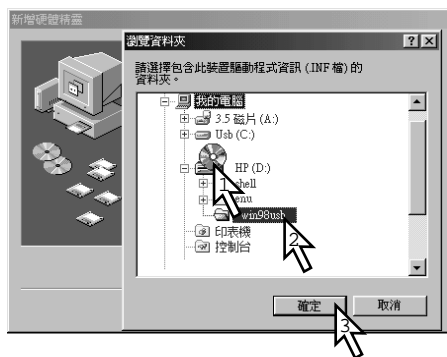 新增硬體精靈
瀏覽資料夾
請選擇包含此裝置驅動程式資訊 (.INF 檔) 的
資料夾。
我的電腦
3.5 磁片 (A:)
Usb (C:)
HP (D:)
1
win98usb
2
印表機
控制台
確定
取消
3